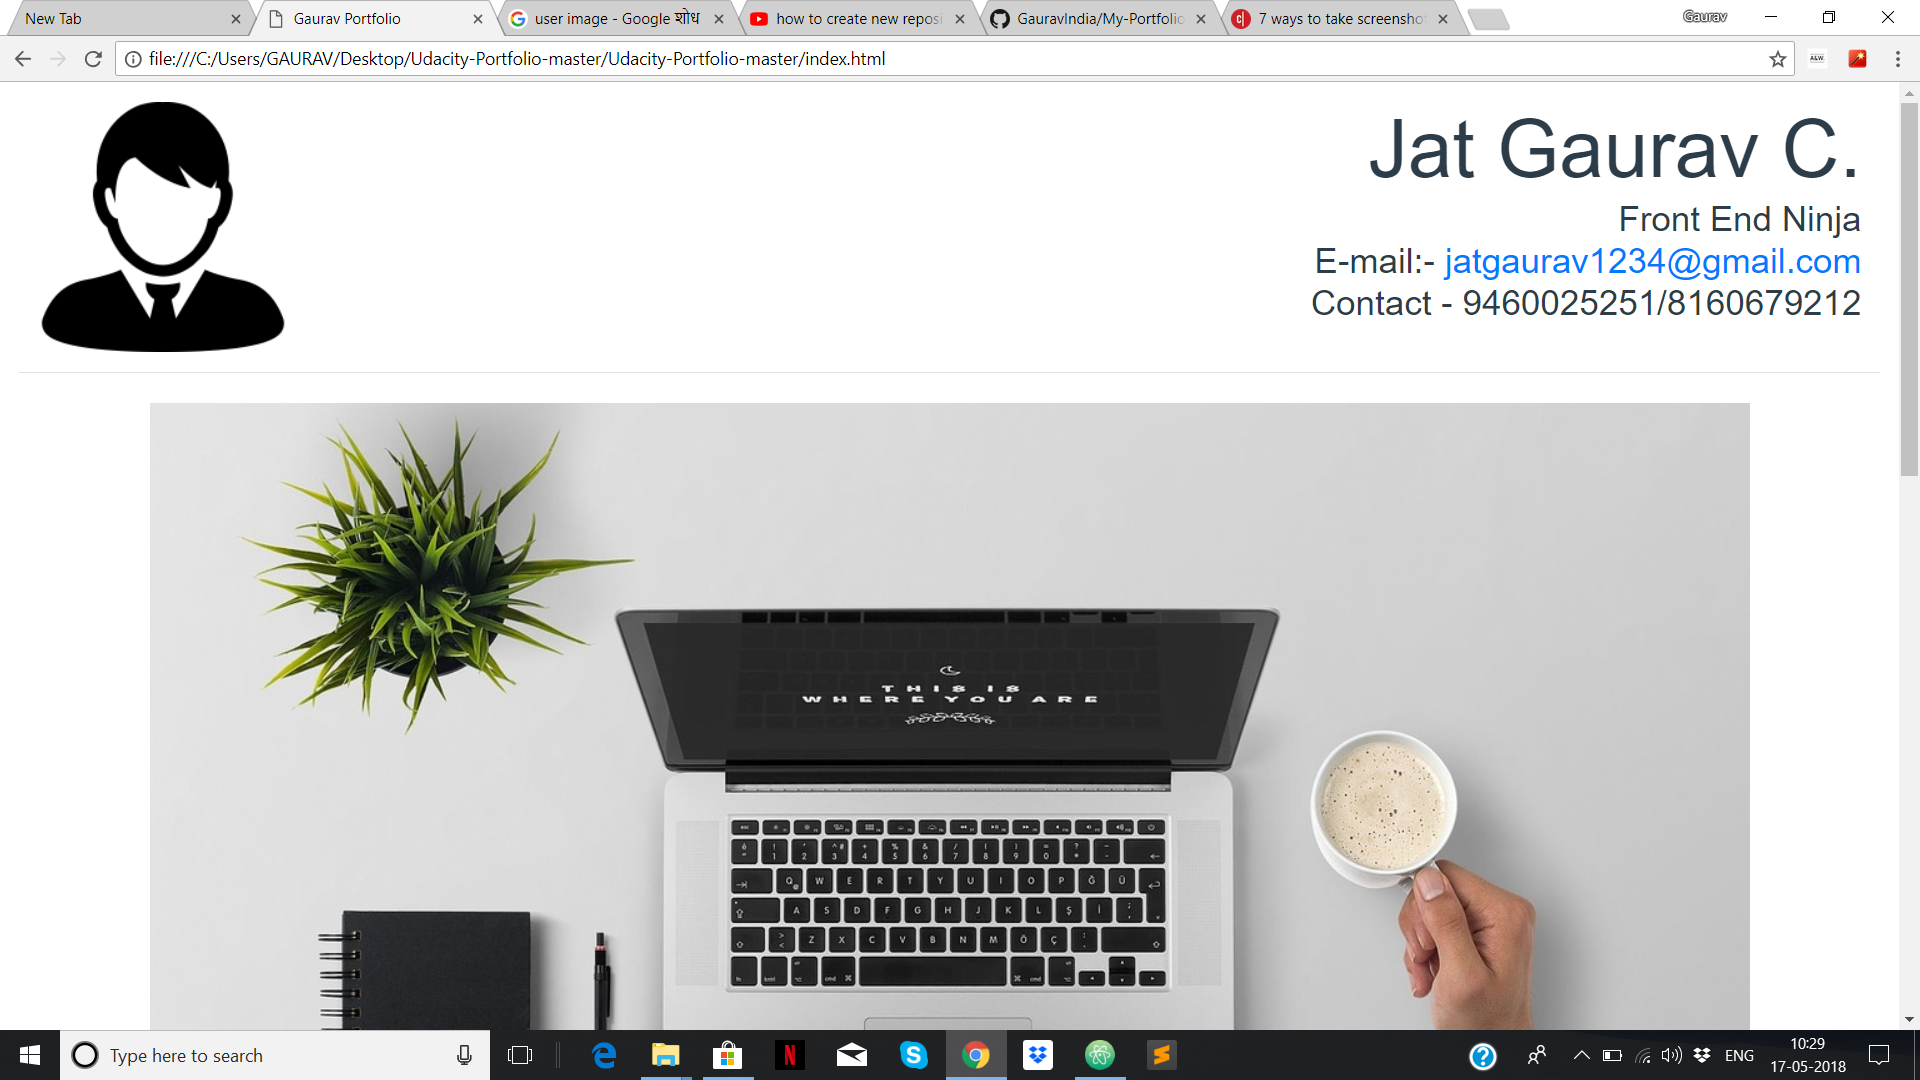 New Tab
Gaurav Portfolio
user image - Google शोध
how to create new reposi
GauravIndia/My-Portfolio
7 ways to take screensho
Gaurav
file:///C:/Users/GAURAV/Desktop/Udacity-Portfolio-master/Udacity-Portfolio-master/index.html
Jat Gaurav C.
Front End Ninja
E-mail:- jatgaurav1234@gmail.com
Contact - 9460025251/8160679212
THIS IS
WHERE YOU ARE
Q W E R T Y U I O P Ğ Ü
A S D F G H J K L Ş İ
Z X C V B N M Ö Ç
Type here to search
ENG
10:29
17-05-2018